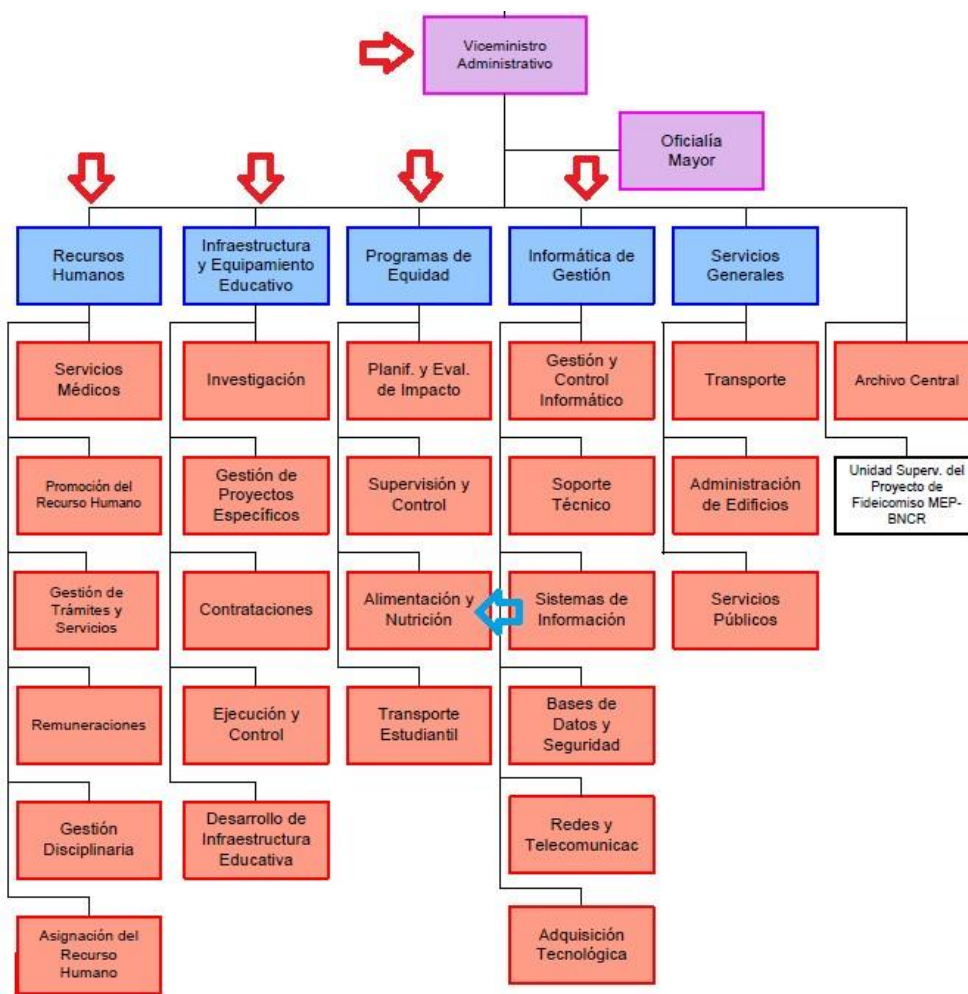 Viceministro
Administrativo
Oficialía
Mayor
Recursos
Humanos
Infraestructura
y Equipamiento
Educativo
Programas de
Equidad
Informática de
Gestión
Servicios
Generales
Servicios
Médicos
Investigación
Planif. y Eval.
de Impacto
Gestión y
Control
Informático
Transporte
Archivo Central
Promoción del
Recurso Humano
Gestión de
Proyectos
Específicos
Supervisión y
Control
Soporte
Técnico
Administración
de Edificios
Unidad Superv. del
Proyecto de
Fideicomiso MEP-
BNCR
Gestión de
Trámites y
Servicios
Contrataciones
Alimentación y
Nutrición
Sistemas de
Información
Servicios
Públicos
Remuneraciones
Ejecución y
Control
Transporte
Estudiantil
Bases de
Datos y
Seguridad
Gestión
Disciplinaria
Desarrollo de
Infraestructura
Educativa
Redes y
Telecomunicac
Asignación del
Recurso
Humano
Adquisición
Tecnológica